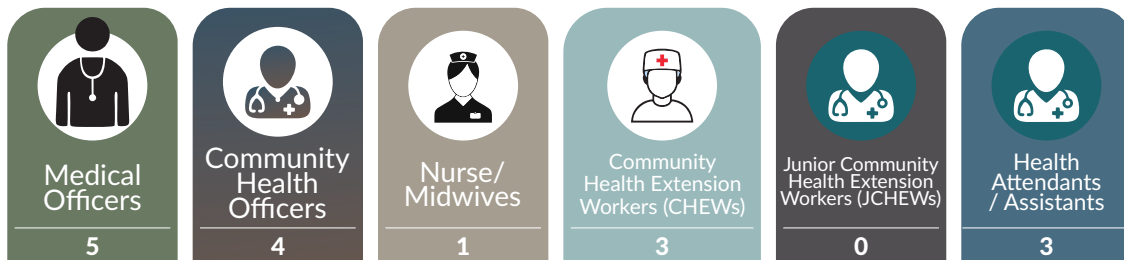 Medical
Officers
5
Community
Health
Officers
4
Nurse/
Midwives
1
Community
Health Extension
Workers (CHEWs)
3
Junior Community
Health Extension
Workers (JCHEWs)
0
Health
Attendants
/ Assistants
3